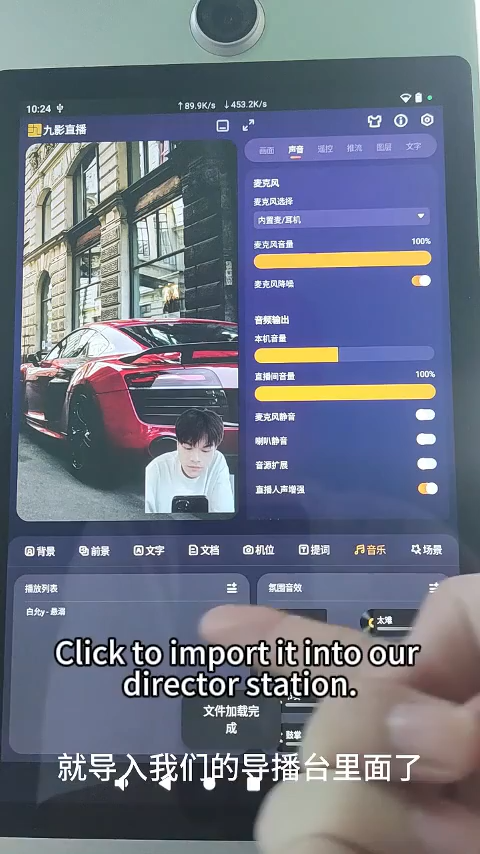 10:24
↑89.9K/s ↓453.2K/s
九影直播
画面 声音 遥控 推流 图层 文字
麦克风
麦克风选择
内置麦/耳机
麦克风音量 100%
麦克风降噪
音频输出
本机音量
直播间音量 100%
麦克风静音
喇叭静音
音源扩展
直播人声增强
背景 前景 文字 文档 机位 提词 音乐 场景
播放列表
氛围音效
白允y - 悬溺
太难
Click to import it into our
director station.
文件加载完
成
鼓掌
就导入我们的导播台里面了